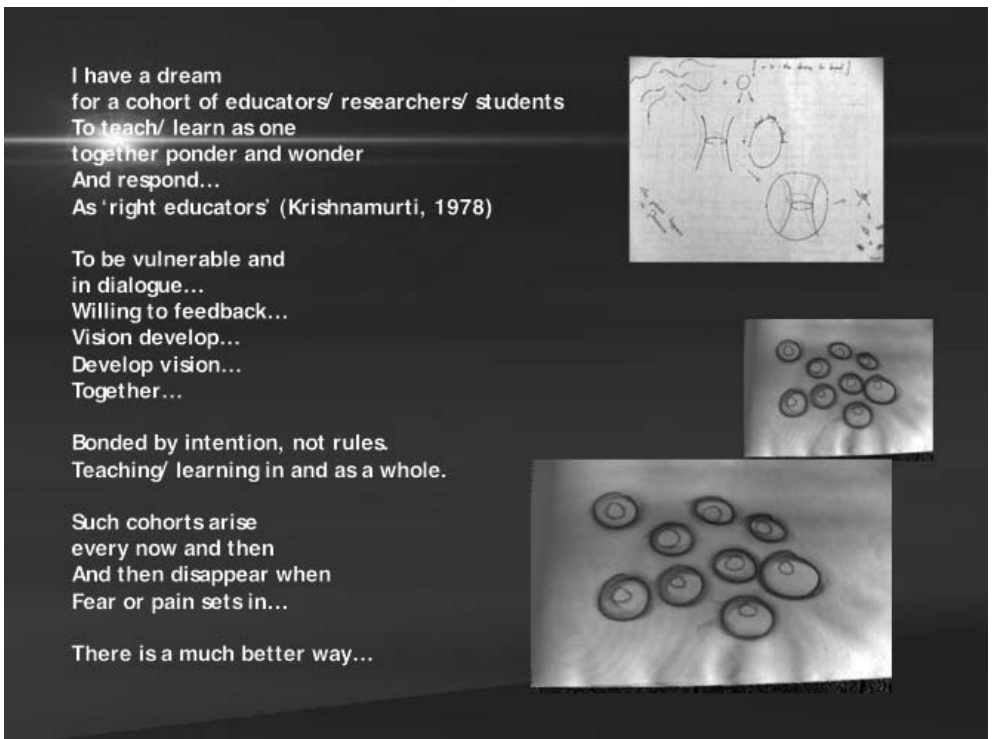 I have a dream
for a cohort of educators/ researchers/ students
To teach/ learn as one
together ponder and wonder
And respond...
As ‘right educators’ (Krishnamurti, 1978)
To be vulnerable and
in dialogue...
Willing to feedback...
Vision develop...
Develop vision...
Together...
Bonded by intention, not rules.
Teaching/ learning in and as a whole.
Such cohorts arise
every now and then
And then disappear when
Fear or pain sets in...
There is a much better way...